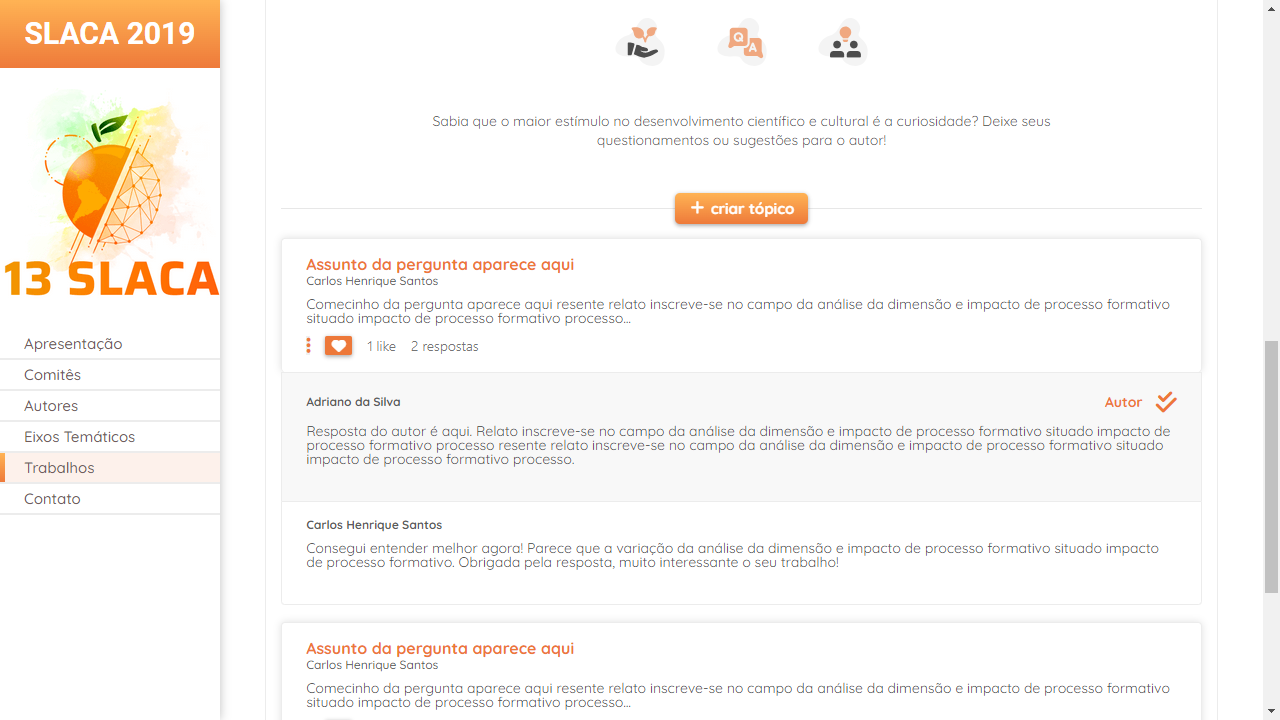 SLACA 2019
13 SLACA
Apresentação
Comitês
Autores
Eixos Temáticos
Trabalhos
Contato
Q
A
Sabia que o maior estímulo no desenvolvimento científico e cultural é a curiosidade? Deixe seus
questionamentos ou sugestões para o autor!
+ criar tópico
Assunto da pergunta aparece aqui
Carlos Henrique Santos
Comecinho da pergunta aparece aqui resente relato inscreve-se no campo da análise da dimensão e impacto de processo formativo
situado impacto de processo formativo processo...
1 like 2 respostas
Adriano da Silva
Autor
Resposta do autor é aqui. Relato inscreve-se no campo da análise da dimensão e impacto de processo formativo situado impacto de
processo formativo processo resente relato inscreve-se no campo da análise da dimensão e impacto de processo formativo situado
impacto de processo formativo processo.
Carlos Henrique Santos
Consegui entender melhor agora! Parece que a variação da análise da dimensão e impacto de processo formativo situado impacto
de processo formativo. Obrigada pela resposta, muito interessante o seu trabalho!
Assunto da pergunta aparece aqui
Carlos Henrique Santos
Comecinho da pergunta aparece aqui resente relato inscreve-se no campo da análise da dimensão e impacto de processo formativo
situado impacto de processo formativo processo...